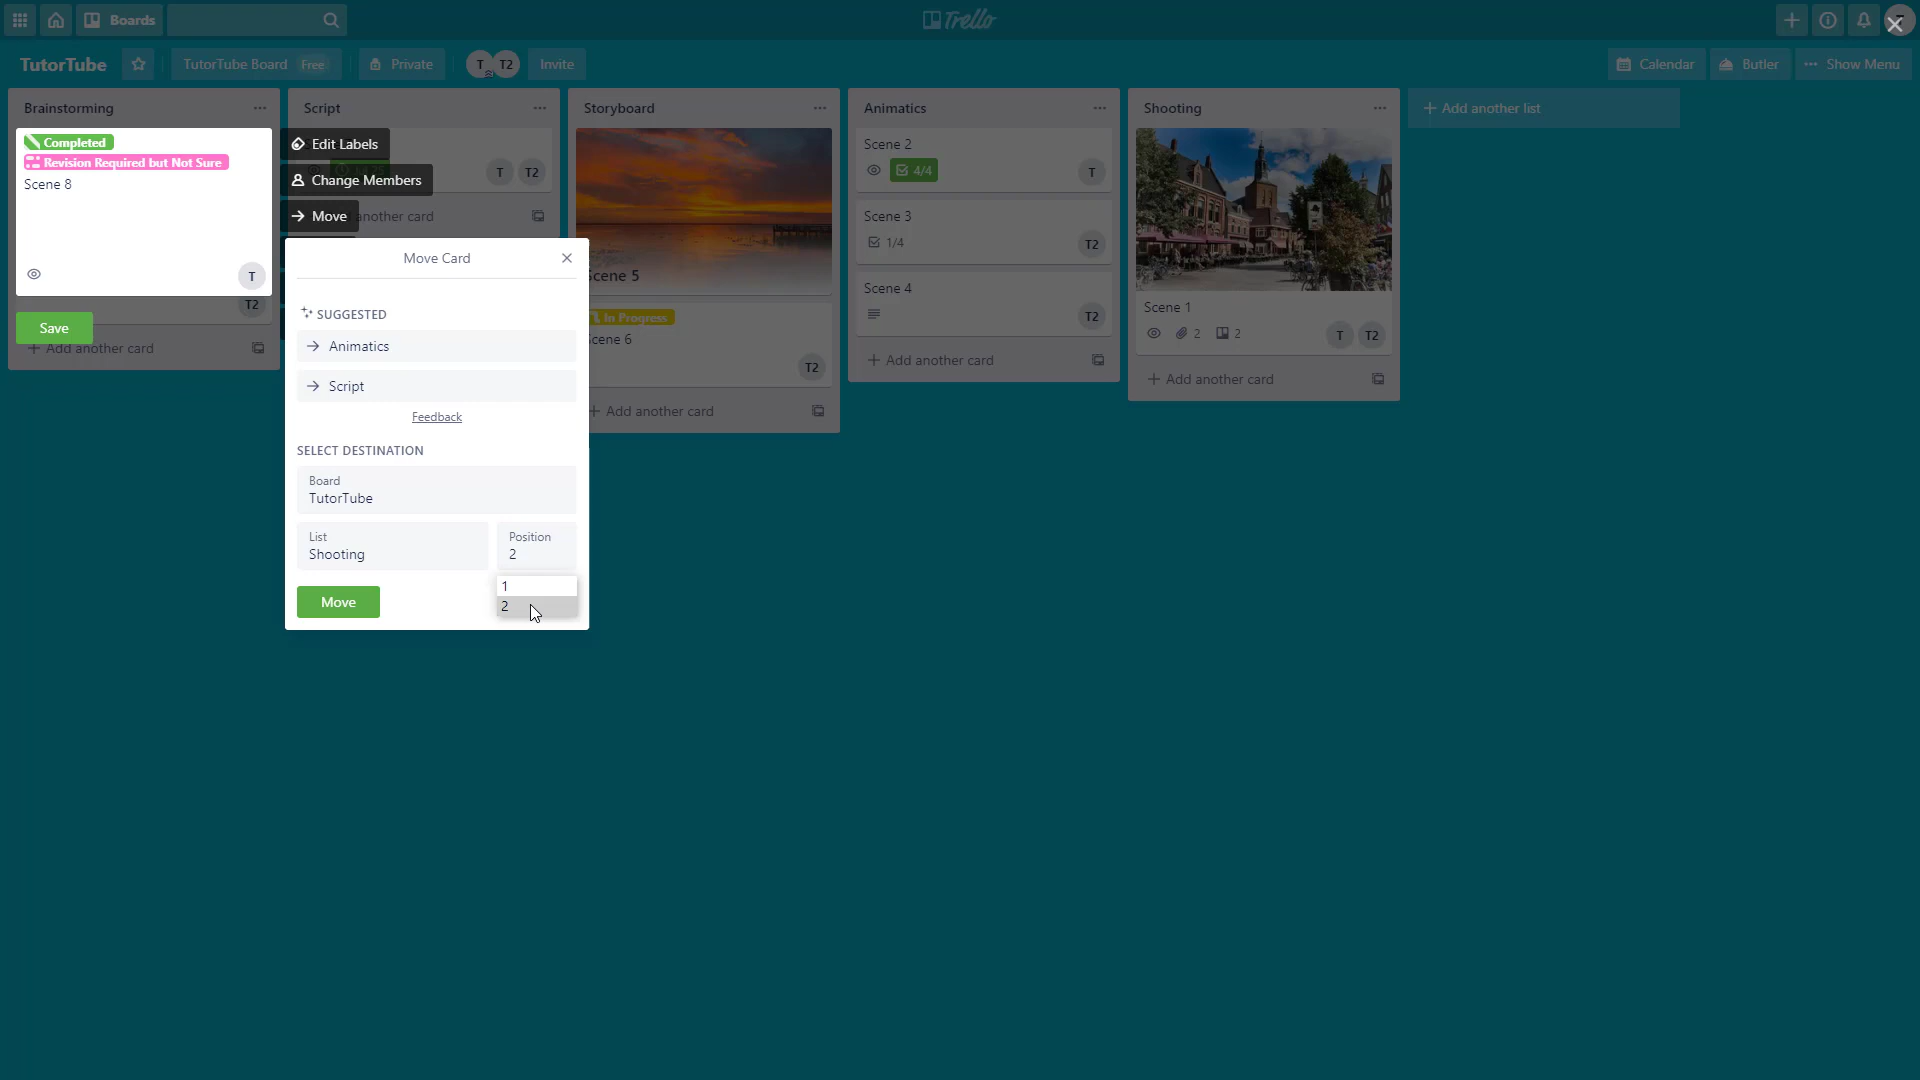 Boards
Trello
TutorTube
TutorTube Board Free
Private
T T2
Invite
Calendar
Butler
Show Menu
Brainstorming
Completed
Revision Required but Not Sure
Scene 8
T
T2
Save
Add another card
Script
Edit Labels
Change Members
T T2
Move
another card
Move Card
SUGGESTED
Animatics
Script
Feedback
SELECT DESTINATION
Board
TutorTube
List
Shooting
Position
2
1
2
Move
Storyboard
Scene 5
In Progress
cene 6
T2
Add another card
Animatics
Scene 2
4/4
T
Scene 3
1/4
T2
Scene 4
T2
Add another card
Shooting
Scene 1
2 2
T T2
Add another card
Add another list